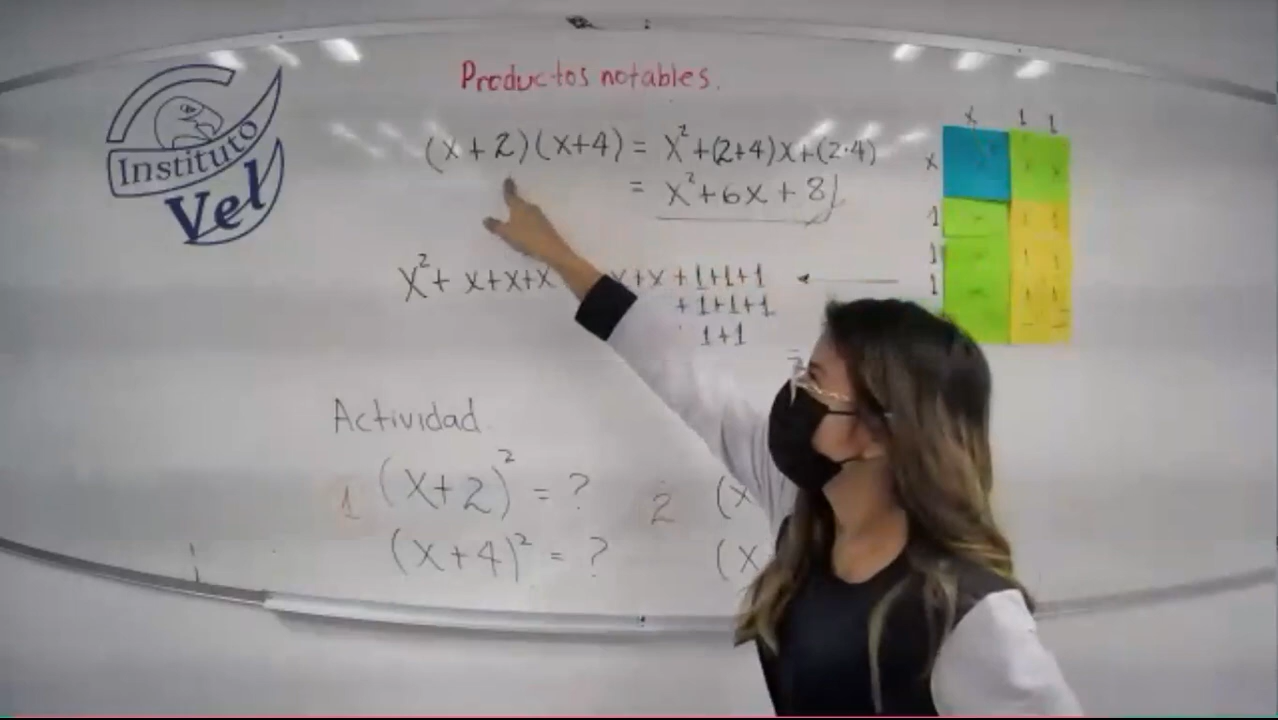 Productos notables.
Instituto
Vel
(x+2)(x+4) = x²+(2+4)x+(2·4)
= x²+6x+8
x²+ x+x+x
x+x +1+1+1
+1+1+1
1+1
x 1 1
x
1
1
1
Actividad
1 (x+2)² = ?
(x+4)² = ?
2 (x
(x